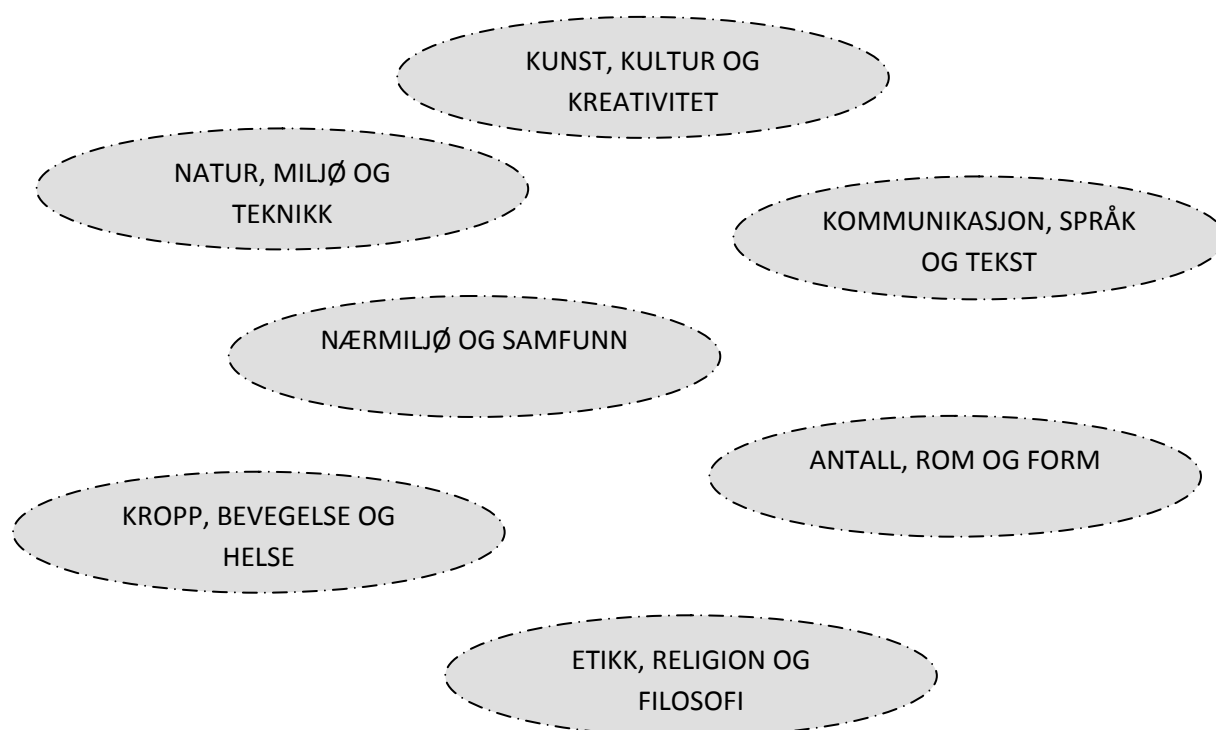 KUNST, KULTUR OG
KREATIVITET
NATUR, MILJØ OG
TEKNIKK
KOMMUNIKASJON, SPRÅK
OG TEKST
NÆRMILJØ OG SAMFUNN
ANTALL, ROM OG FORM
KROPP, BEVEGELSE OG
HELSE
ETIKK, RELIGION OG
FILOSOFI